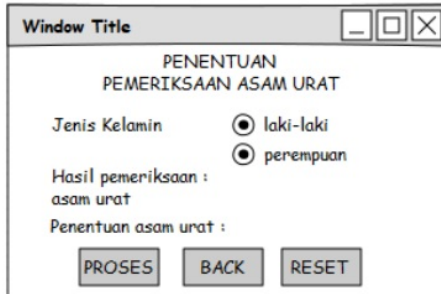 Window Title
PENENTUAN
PEMERIKSAAN ASAM URAT
Jenis Kelamin
laki-laki
perempuan
Hasil pemeriksaan :
asam urat
Penentuan asam urat :
PROSES BACK RESET